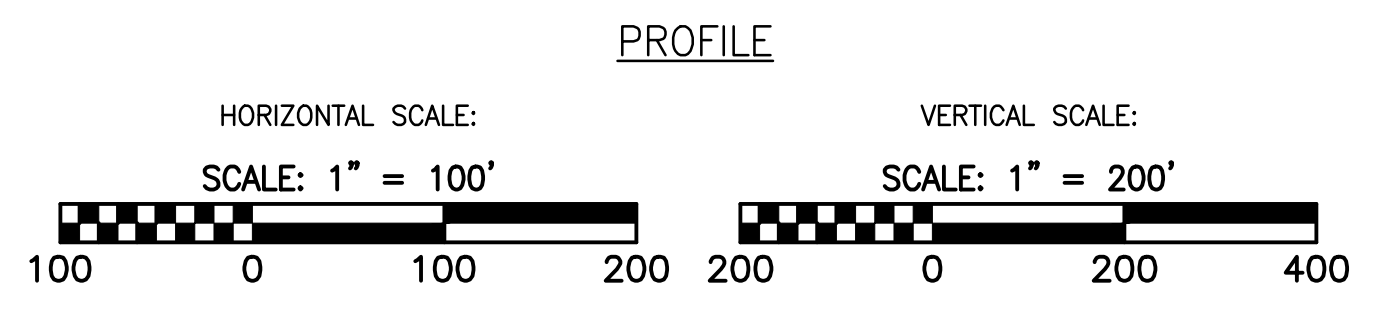 PROFILE
HORIZONTAL SCALE:
SCALE: 1" = 100'
100 0 100 200
VERTICAL SCALE:
SCALE: 1" = 200'
200 0 200 400